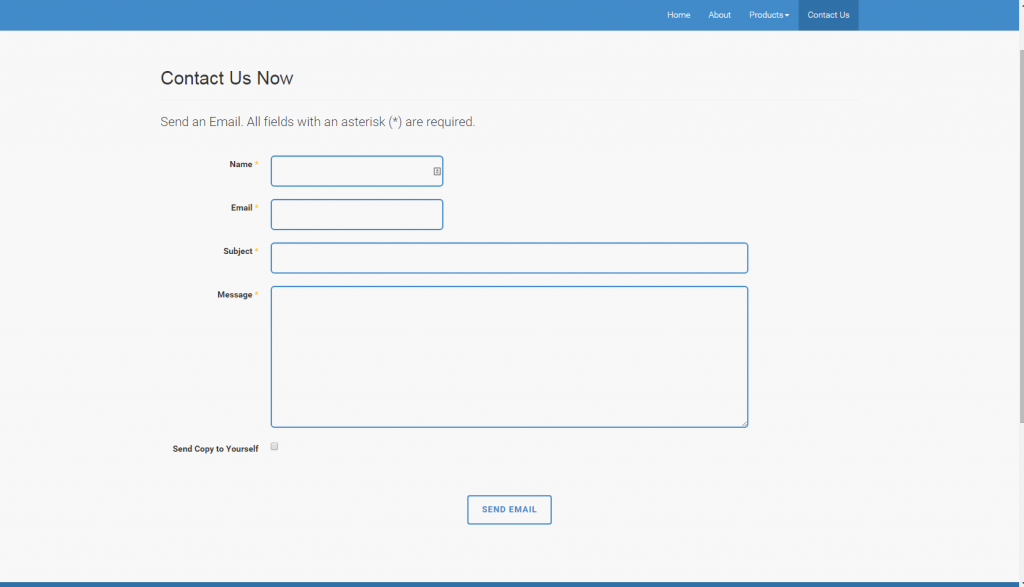 Home About Products Contact Us
Contact Us Now
Send an Email. All fields with an asterisk (*) are required.
Name *
Email *
Subject *
Message *
Send Copy to Yourself
SEND EMAIL